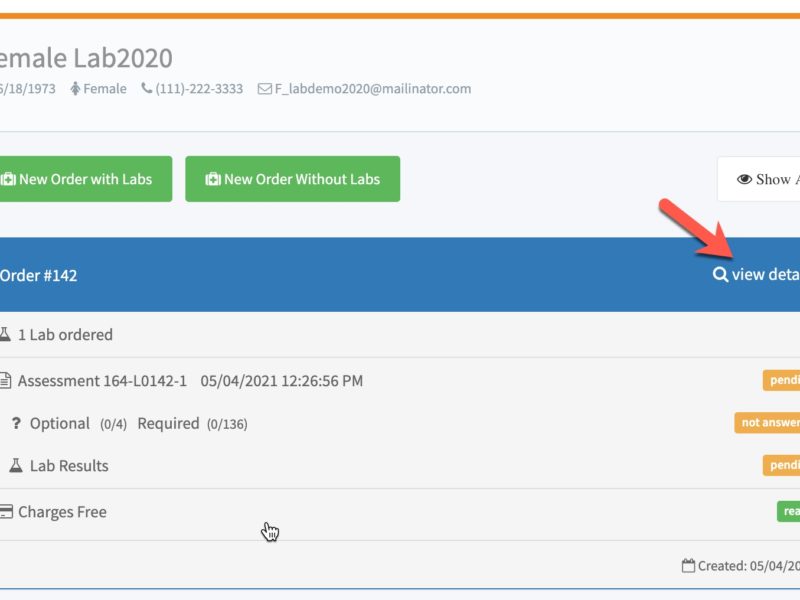 emale Lab2020
6/18/1973 Female (111)-222-3333 F_labdemo2020@mailinator.com
New Order with Labs New Order Without Labs Show A
Order #142 view deta
1 Lab ordered
Assessment 164-L0142-1 05/04/2021 12:26:56 PM pendi
? Optional (0/4) Required (0/136) not answer
Lab Results pendi
Charges Free rea
Created: 05/04/20